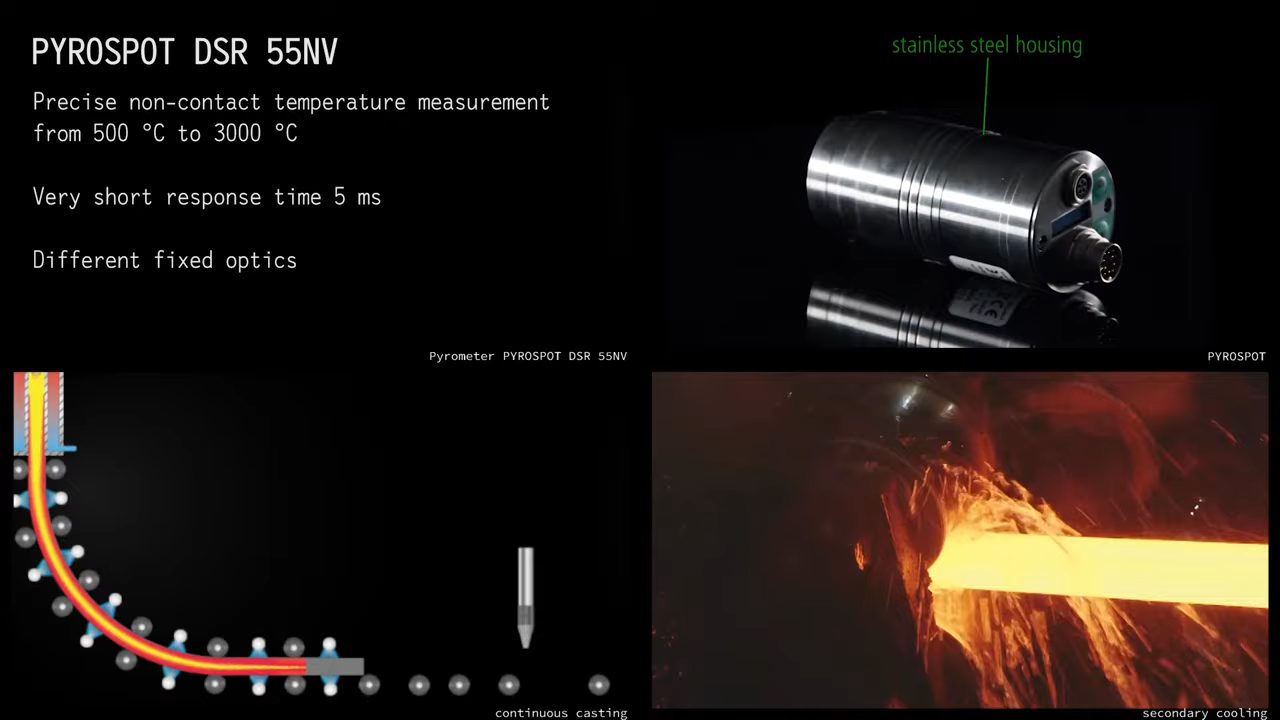 PYROSPOT DSR 55NV
Precise non-contact temperature measurement
from 500 °C to 3000 °C
Very short response time 5 ms
Different fixed optics
Pyrometer PYROSPOT DSR 55NV
stainless steel housing
PYROSPOT
continuous casting
secondary cooling